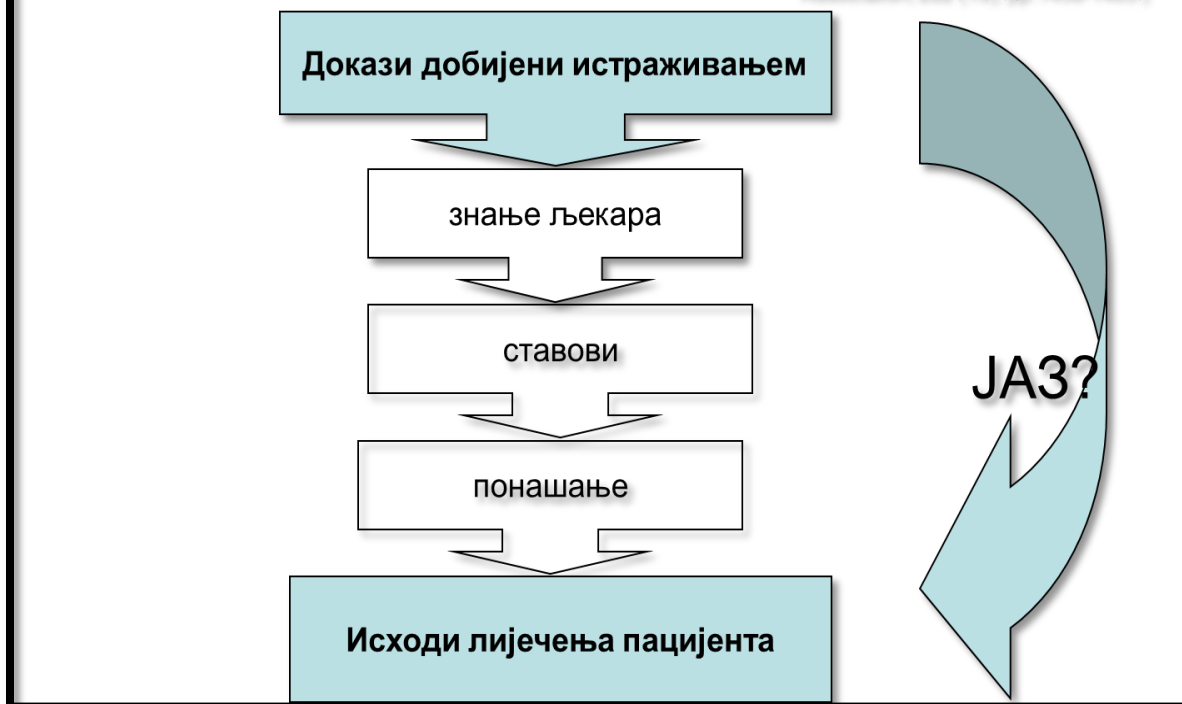 Докази добијени истраживањем
знање љекара
ставови
понашање
ЈАЗ?
Исходи лијечења пацијента